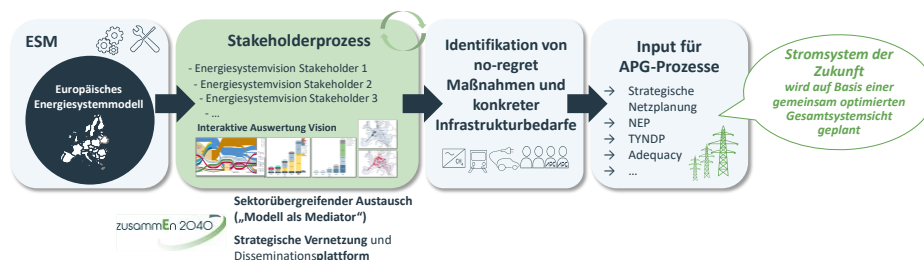 ESM
Europäisches
Energiesystemmodell
Stakeholderprozess
- Energiesystemvision Stakeholder 1
- Energiesystemvision Stakeholder 2
- Energiesystemvision Stakeholder 3
- ...
Interaktive Auswertung Vision
Identifikation von
no-regret
Maßnahmen und
konkreter
Infrastrukturbedarfe
Input für
APG-Prozesse
→ Strategische
Netzplanung
→ NEP
→ TYNDP
→ Adequacy
→ ...
Stromsystem der
Zukunft
wird auf Basis einer
gemeinsam optimierten
Gesamtsystemsicht
geplant
zusammEn 2040
Sektorübergreifender Austausch
(„Modell als Mediator“)
Strategische Vernetzung und
Disseminationsplattform